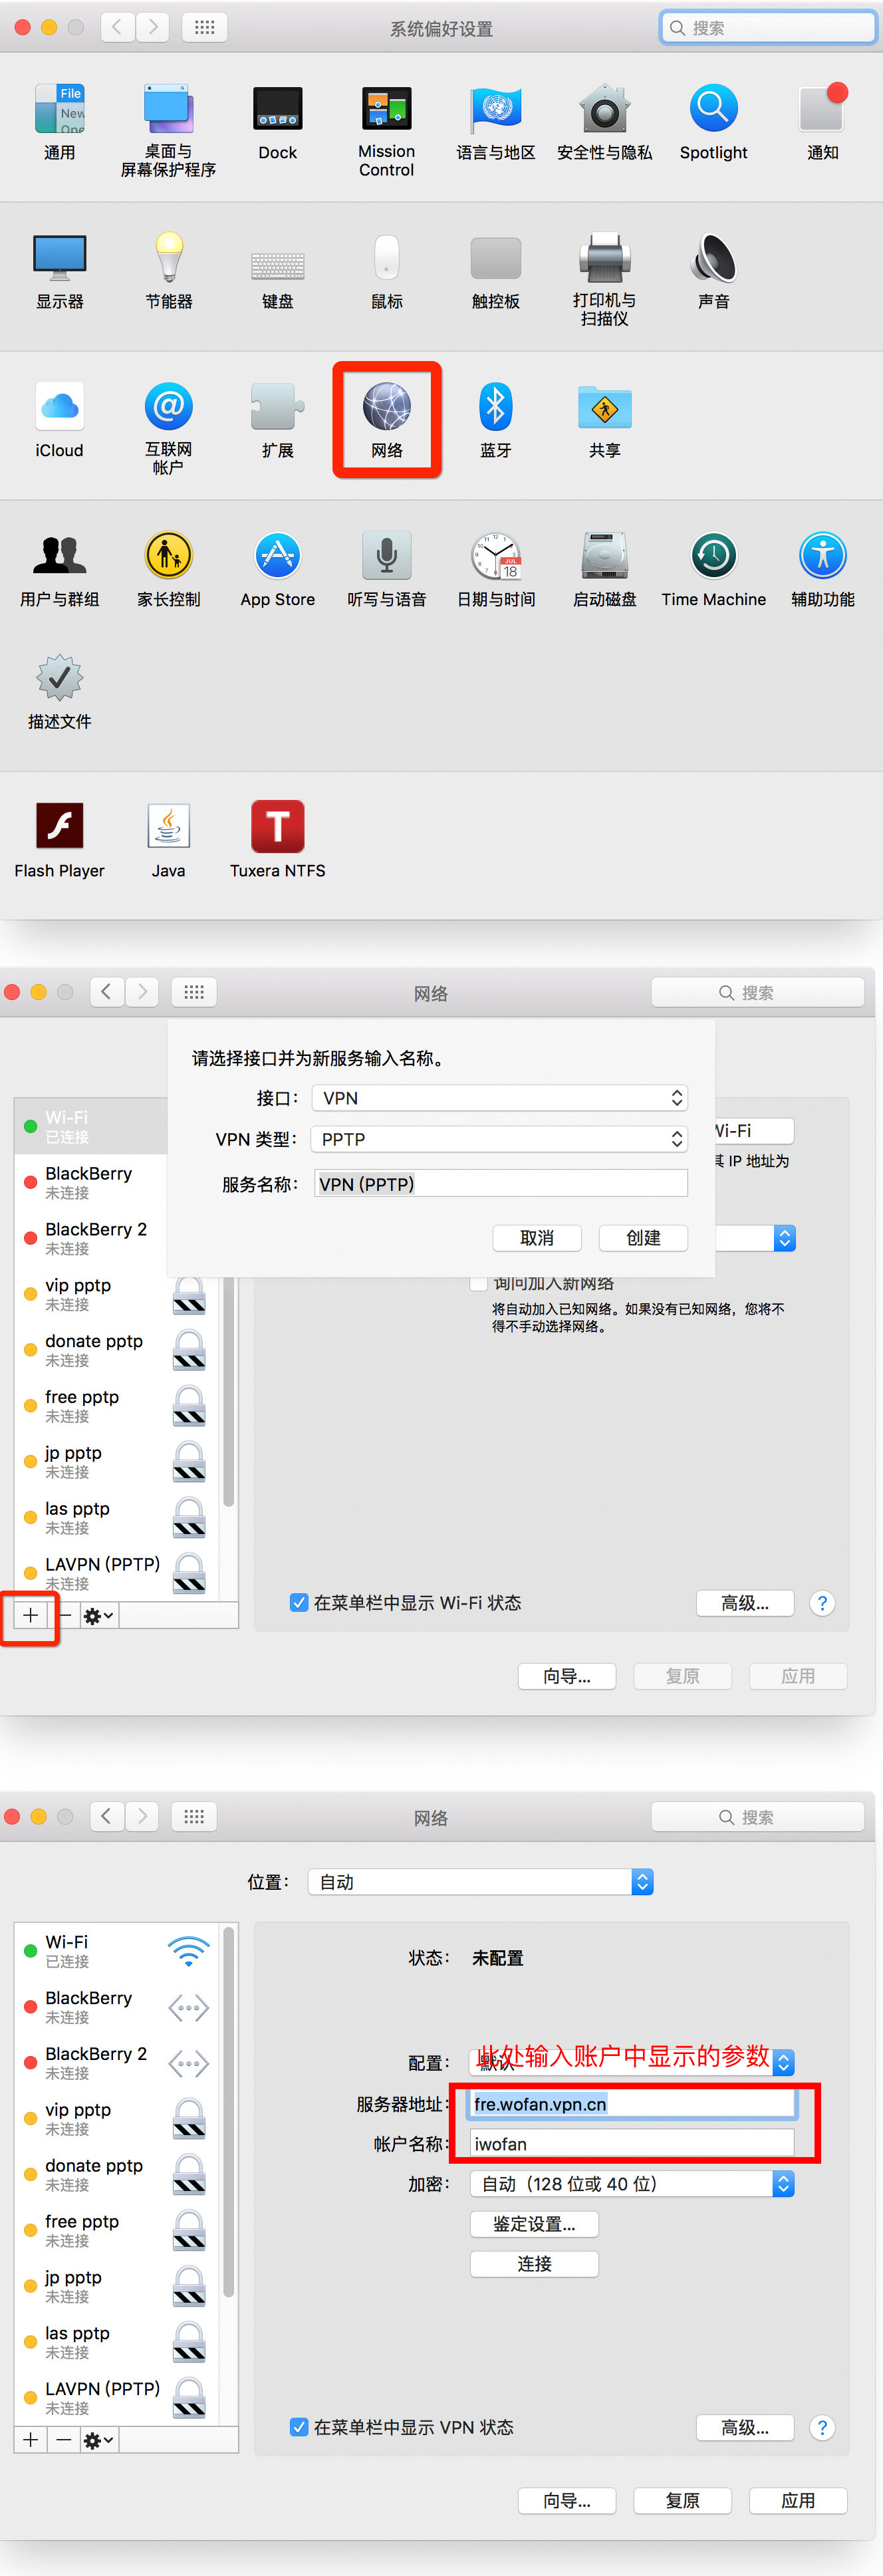 系统偏好设置
搜索
File
New
Ope
通用
桌面与
屏幕保护程序
Dock
Mission
Control
语言与地区
安全性与隐私
Spotlight
通知
显示器
节能器
键盘
鼠标
触控板
打印机与
扫描仪
声音
iCloud
互联网
帐户
扩展
网络
蓝牙
共享
JUL
18
用户与群组
家长控制
App Store
听写与语音
日期与时间
启动磁盘
Time Machine
辅助功能
描述文件
Flash Player
Java
Tuxera NTFS
网络
搜索
请选择接口并为新服务输入名称。
接口：
VPN
VPN 类型：
PPTP
服务名称：
VPN (PPTP)
取消
创建
Wi-Fi
已连接
BlackBerry
未连接
BlackBerry 2
未连接
vip pptp
未连接
donate pptp
未连接
free pptp
未连接
jp pptp
未连接
las pptp
未连接
LAVPN (PPTP)
Wi-Fi
其 IP 地址为
询问加入新网络
将自动加入已知网络。如果没有已知网络，您将不
得不手动选择网络。
在菜单栏中显示 Wi-Fi 状态
高级...
?
向导...
复原
应用
网络
搜索
位置：
自动
Wi-Fi
已连接
BlackBerry
未连接
BlackBerry 2
未连接
vip pptp
未连接
donate pptp
未连接
free pptp
未连接
jp pptp
未连接
las pptp
未连接
LAVPN (PPTP)
未连接
状态：
未配置
此处输入账户中显示的参数
配置：
默认
服务器地址：
fre.wofan.vpn.cn
帐户名称：
iwofan
加密：
自动（128 位或 40 位）
鉴定设置...
连接
在菜单栏中显示 VPN 状态
高级...
?
向导...
复原
应用